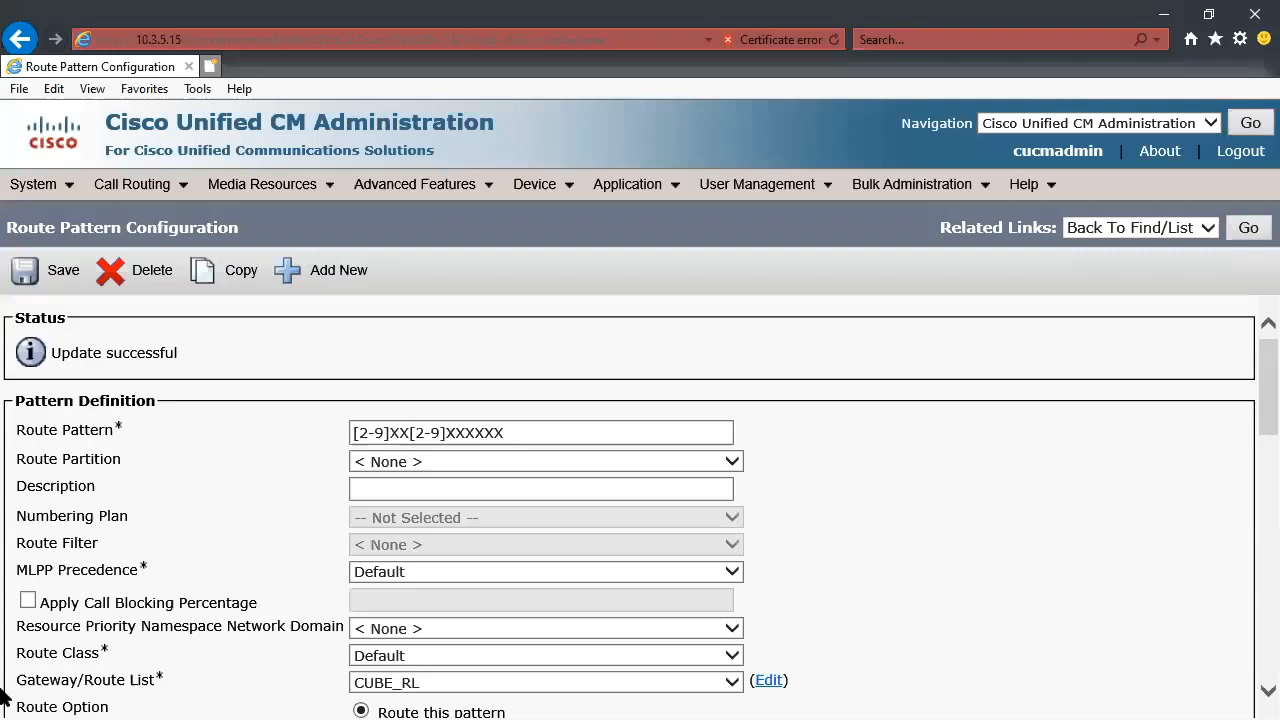 10.3.5.15
Certificate error
Search...
Route Pattern Configuration
File Edit View Favorites Tools Help
CISCO
Cisco Unified CM Administration
For Cisco Unified Communications Solutions
Navigation Cisco Unified CM Administration Go
cucmadmin | About | Logout
System Call Routing Media Resources Advanced Features Device Application User Management Bulk Administration Help
Route Pattern Configuration
Related Links: Back To Find/List Go
Save Delete Copy Add New
Status
i Update successful
Pattern Definition
Route Pattern* [2-9]XX[2-9]XXXXXX
Route Partition < None >
Description
Numbering Plan -- Not Selected --
Route Filter < None >
MLPP Precedence* Default
Apply Call Blocking Percentage
Resource Priority Namespace Network Domain < None >
Route Class* Default
Gateway/Route List* CUBE_RL (Edit)
Route Option Route this pattern